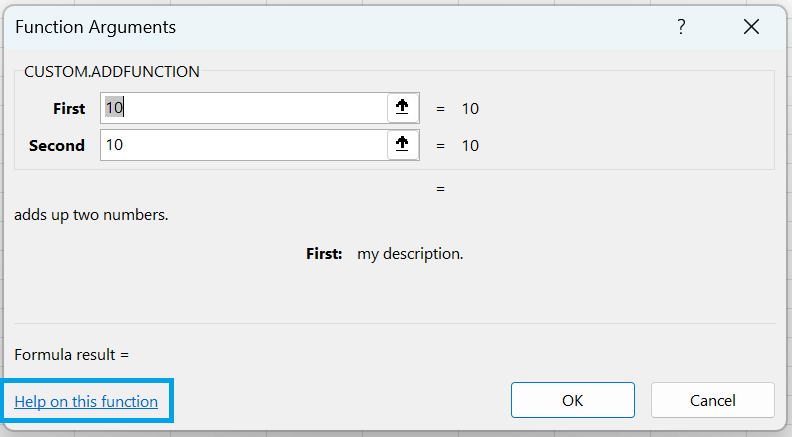 Function Arguments ?
CUSTOM.ADDFUNCTION
First 10 = 10
Second 10 = 10
=
adds up two numbers.
First: my description.
Formula result =
Help on this function OK Cancel